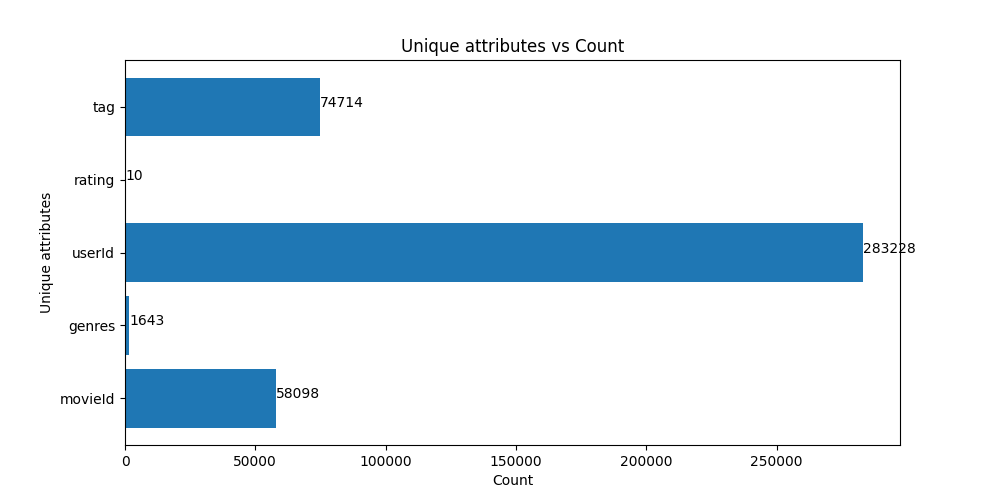 Unique attributes vs Count
Unique attributes
tag
74714
rating
10
userId
283228
genres
1643
movieId
58098
0
50000
100000
150000
200000
250000
Count